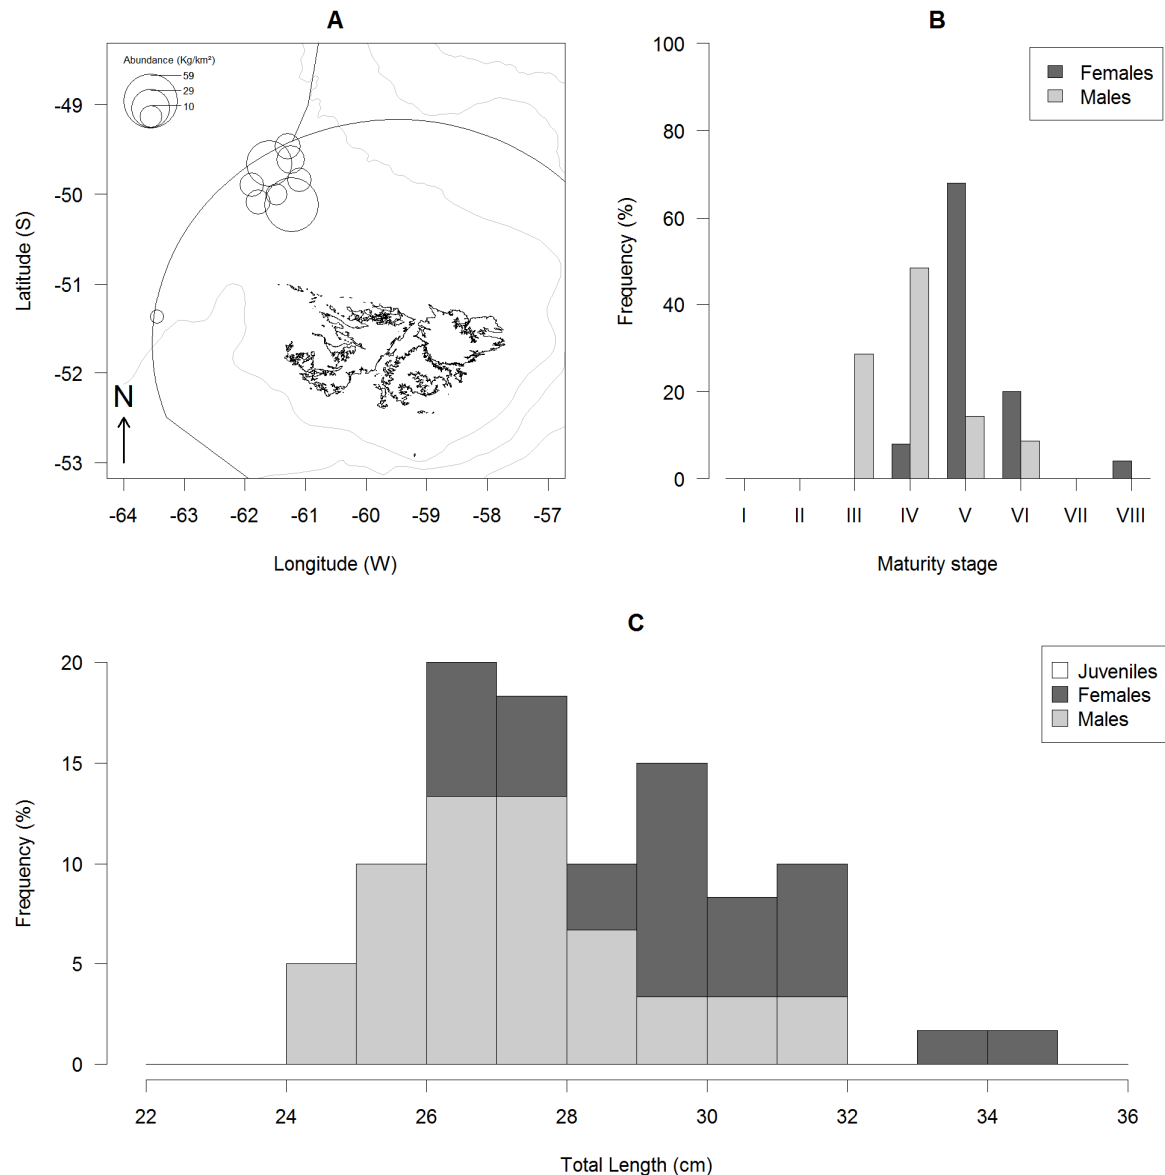 A
Abundance (Kg/km²)
59
29
10
-49
-50
-51
-52
-53
Latitude (S)
N
-64 -63 -62 -61 -60 -59 -58 -57
Longitude (W)
B
100
80
60
40
20
0
Frequency (%)
Females
Males
I II III IV V VI VII VIII
Maturity stage
C
20
15
10
5
0
Frequency (%)
Juveniles
Females
Males
22 24 26 28 30 32 34 36
Total Length (cm)